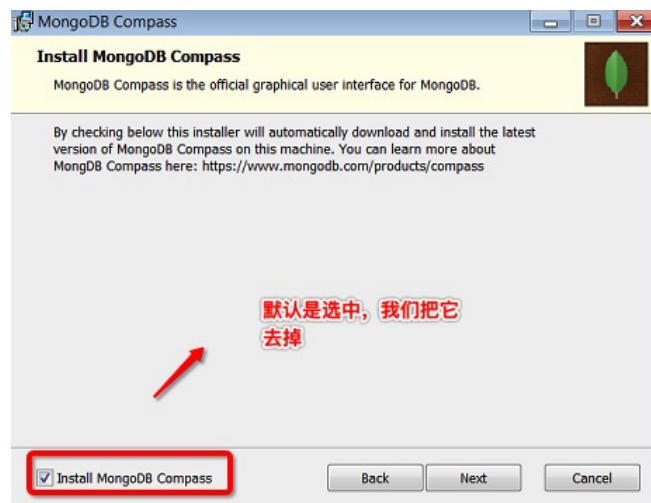 MongoDB Compass
Install MongoDB Compass
MongoDB Compass is the official graphical user interface for MongoDB.
By checking below this installer will automatically download and install the latest
version of MongoDB Compass on this machine. You can learn more about
MongDB Compass here: https://www.mongodb.com/products/compass
默认是选中，我们把它
去掉
Install MongoDB Compass
Back
Next
Cancel